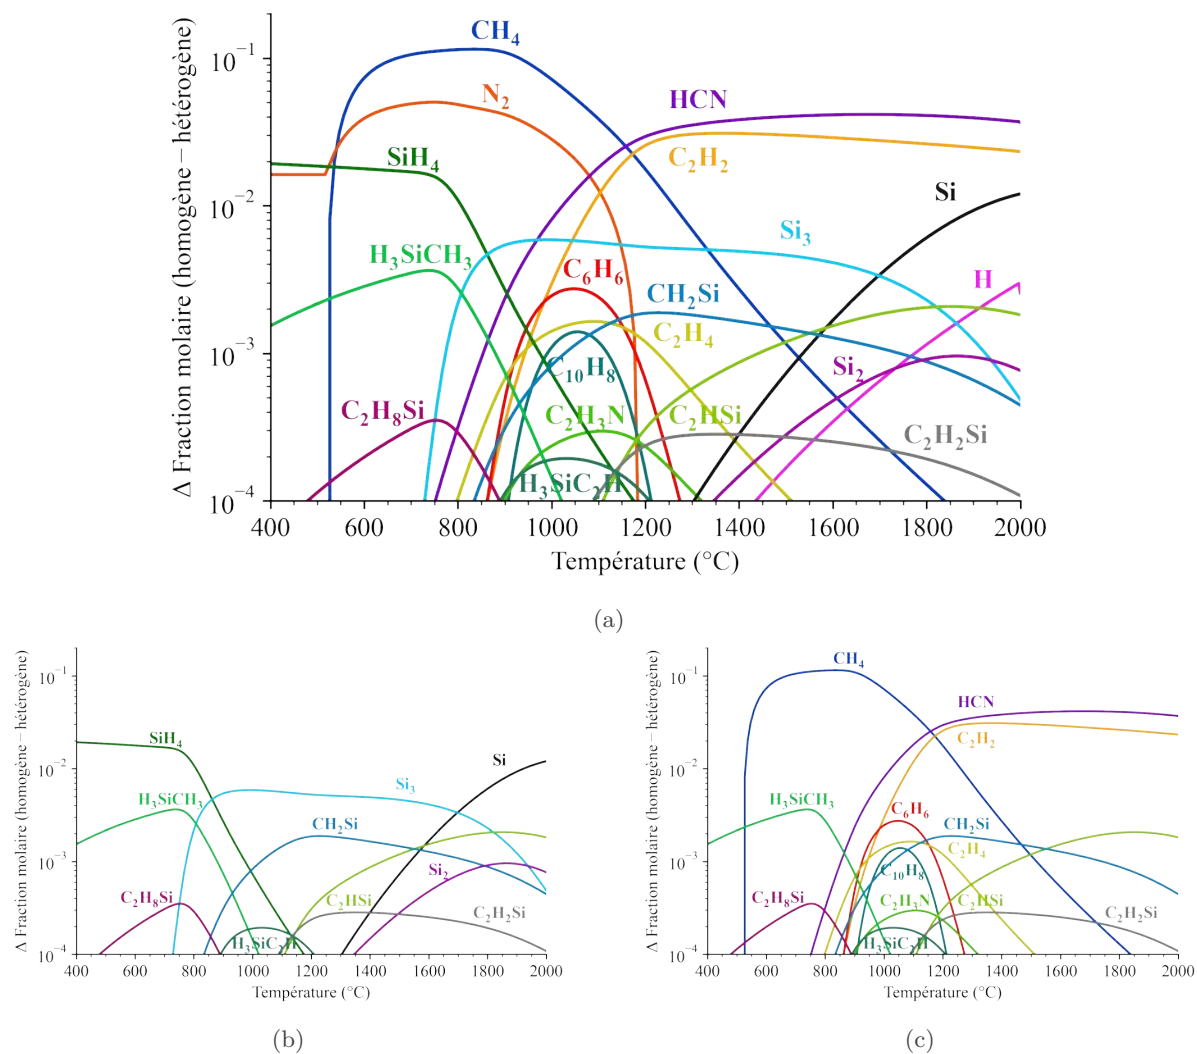 Δ Fraction molaire (homogène − hétérogène)
10⁻¹
10⁻²
10⁻³
10⁻⁴
CH₄
N₂
HCN
SiH₄
C₂H₂
Si
Si₃
H₃SiCH₃
C₆H₆
H
CH₂Si
C₂H₄
C₁₀H₈
Si₂
C₂H₈Si
C₂H₃N
C₂HSi
C₂H₂Si
H₃SiC₂H
400 600 800 1000 1200 1400 1600 1800 2000
Température (°C)
(a)
Δ Fraction molaire (homogène − hétérogène)
10⁻¹
10⁻²
10⁻³
10⁻⁴
SiH₄
Si
Si₃
H₃SiCH₃
CH₂Si
Si₂
C₂H₈Si
C₂HSi
C₂H₂Si
H₃SiC₂H
400 600 800 1000 1200 1400 1600 1800 2000
Température (°C)
(b)
Δ Fraction molaire (homogène − hétérogène)
10⁻¹
10⁻²
10⁻³
10⁻⁴
CH₄
HCN
C₂H₂
H₃SiCH₃
C₆H₆
CH₂Si
C₂H₄
C₁₀H₈
C₂H₈Si
C₂H₃N
C₂HSi
C₂H₂Si
H₃SiC₂H
400 600 800 1000 1200 1400 1600 1800 2000
Température (°C)
(c)